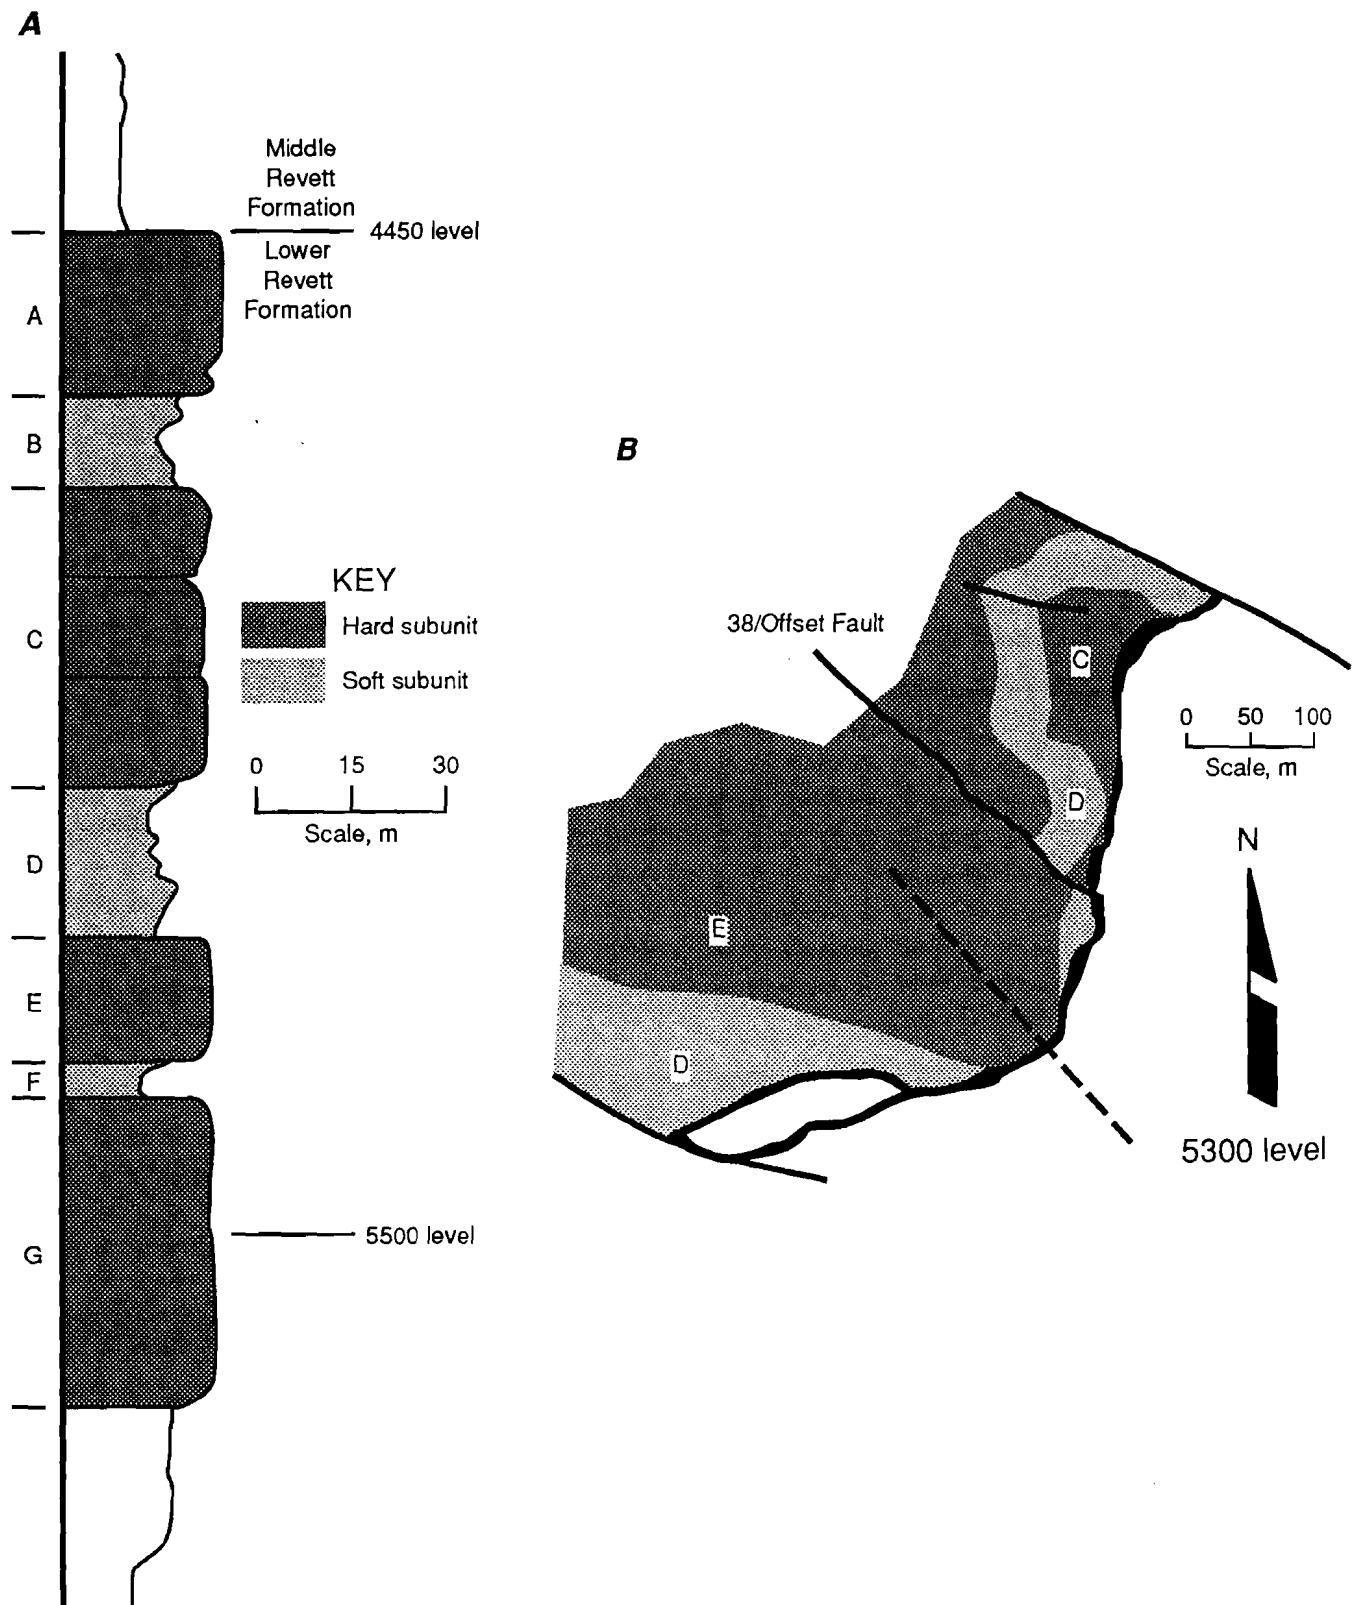 A
Middle
Revett
Formation
4450 level
Lower
Revett
Formation
A
B
C
D
E
F
G
KEY
Hard subunit
Soft subunit
0 15 30
Scale, m
5500 level
B
38/Offset Fault
C
D
E
D
0 50 100
Scale, m
N
5300 level